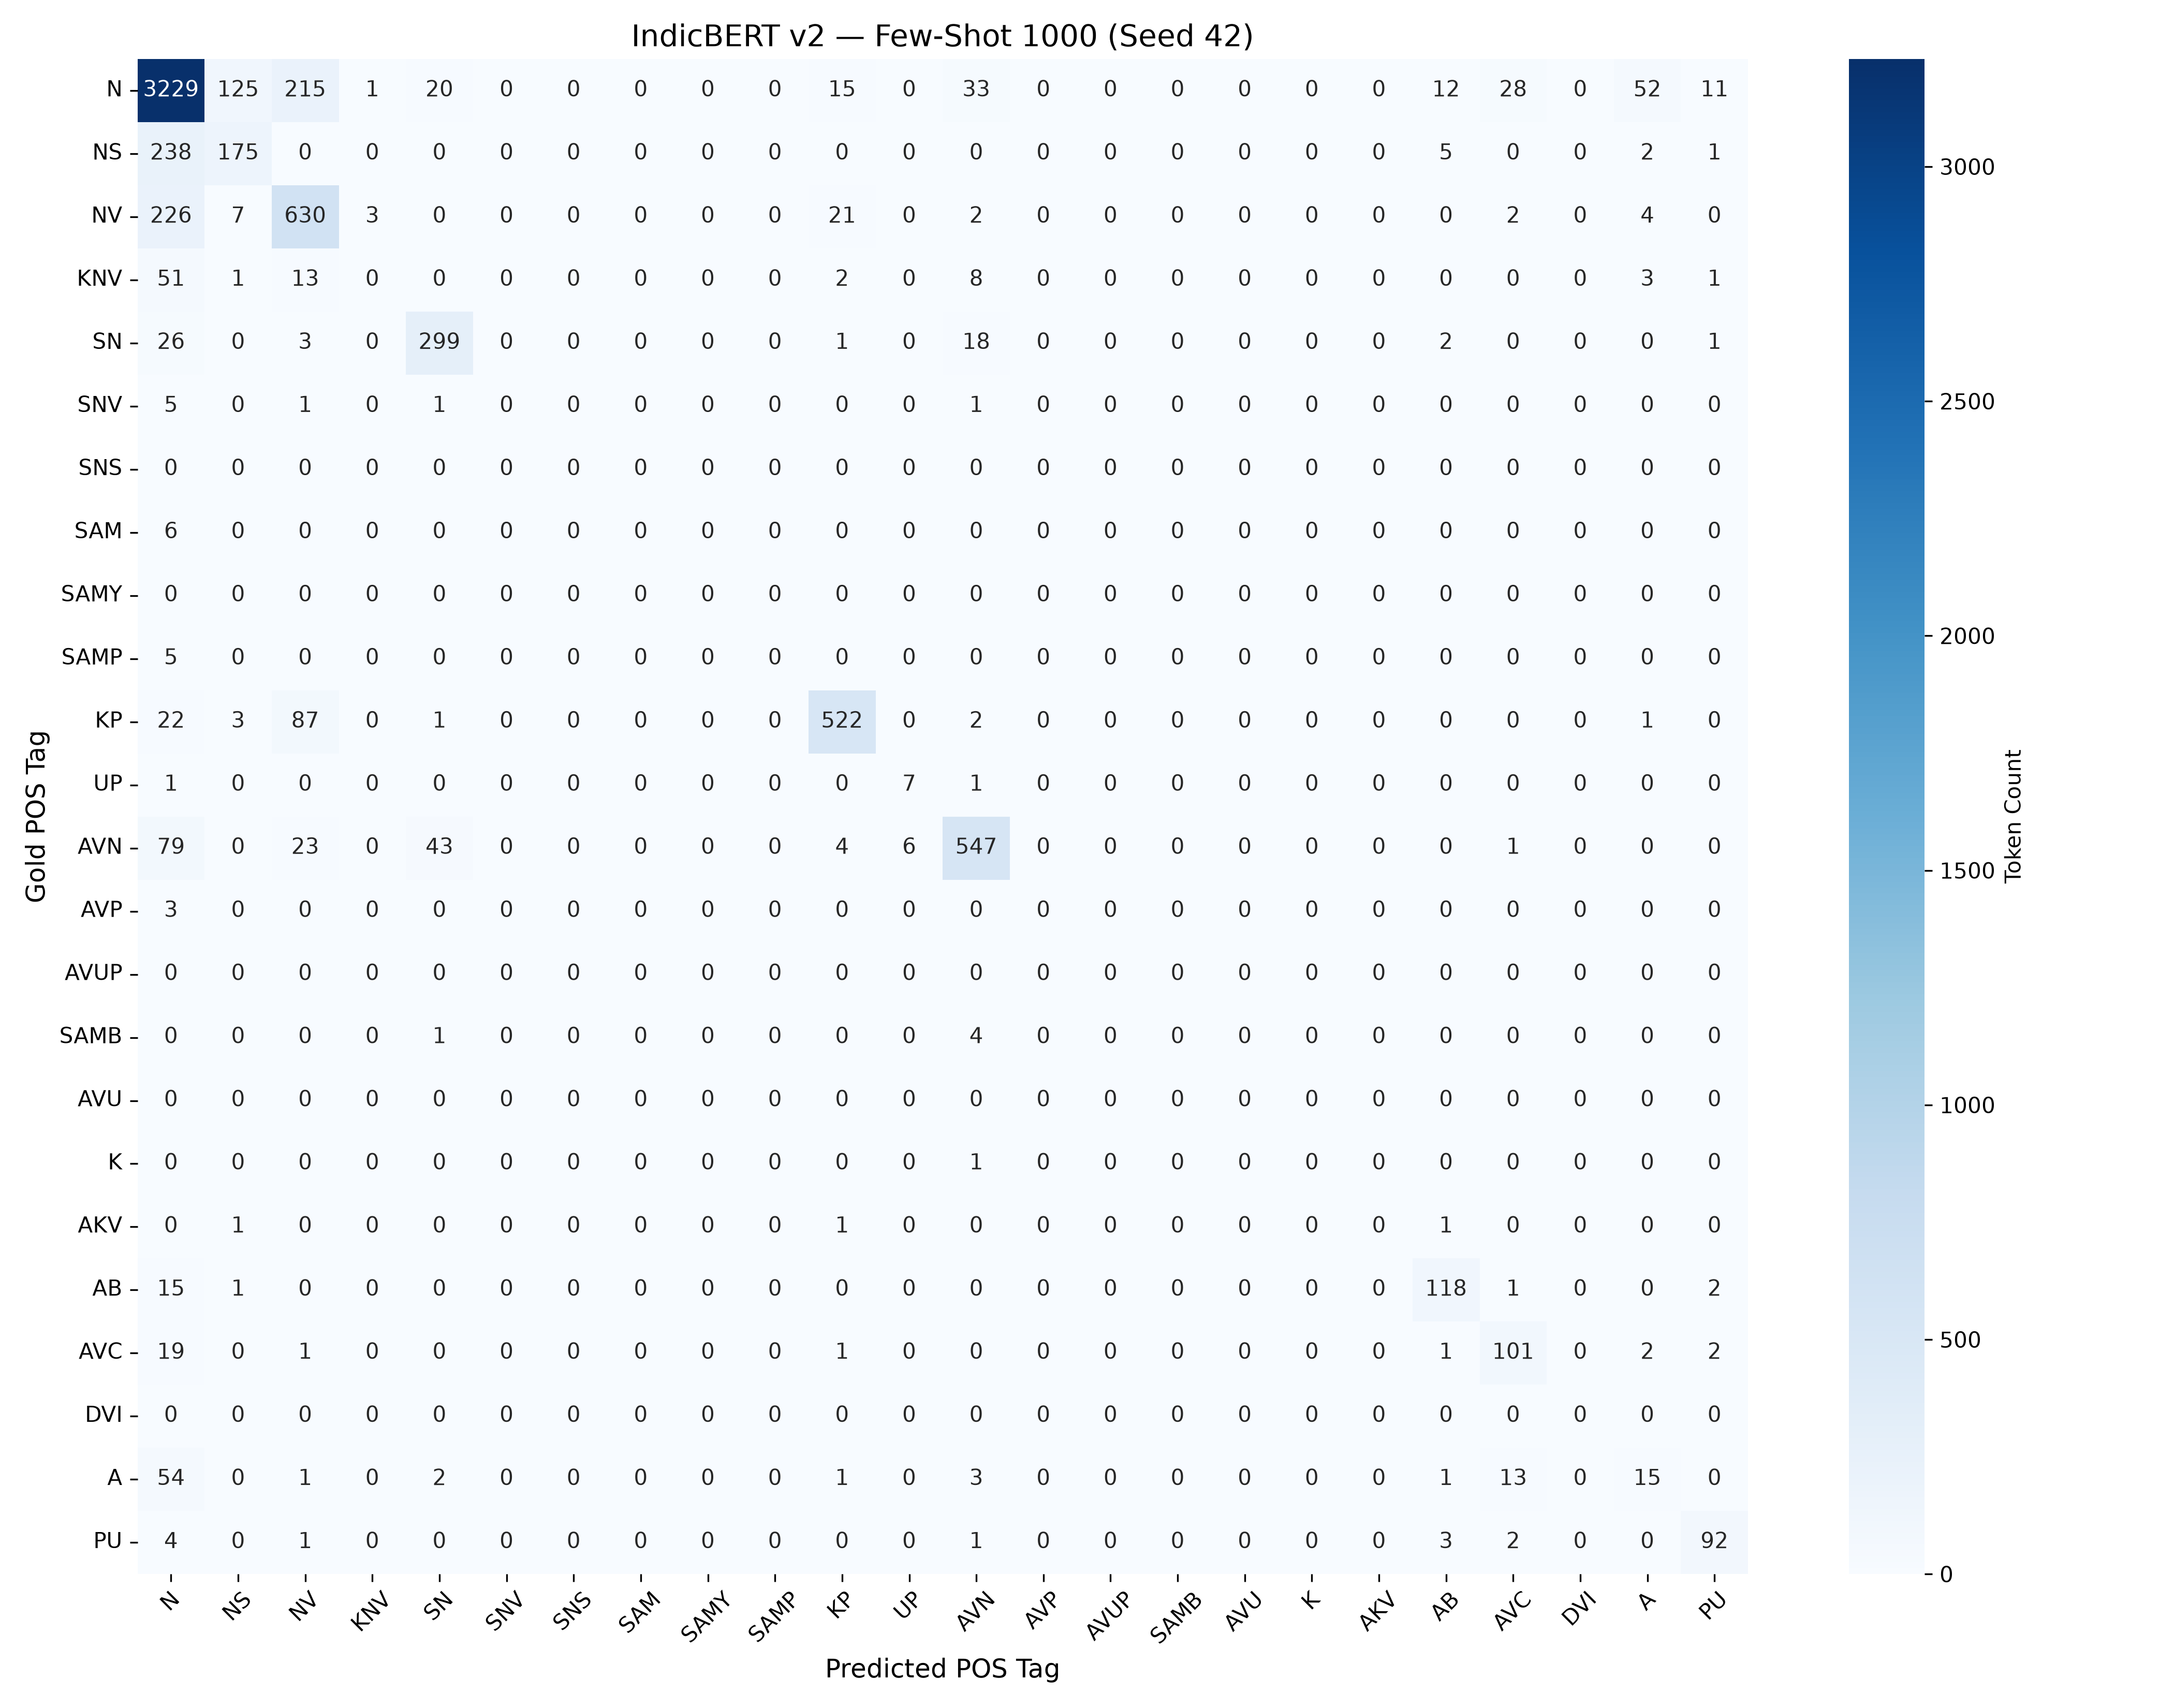 IndicBERT v2 — Few-Shot 1000 (Seed 42)
N 3229 125 215 1 20 0 0 0 0 0 15 0 33 0 0 0 0 0 0 12 28 0 52 11
NS 238 175 0 0 0 0 0 0 0 0 0 0 0 0 0 0 0 0 0 5 0 0 2 1
NV 226 7 630 3 0 0 0 0 0 0 21 0 2 0 0 0 0 0 0 0 2 0 4 0
KNV 51 1 13 0 0 0 0 0 0 0 2 0 8 0 0 0 0 0 0 0 0 0 3 1
SN 26 0 3 0 299 0 0 0 0 0 1 0 18 0 0 0 0 0 0 2 0 0 0 1
SNV 5 0 1 0 1 0 0 0 0 0 0 0 1 0 0 0 0 0 0 0 0 0 0 0
SNS 0 0 0 0 0 0 0 0 0 0 0 0 0 0 0 0 0 0 0 0 0 0 0 0
SAM 6 0 0 0 0 0 0 0 0 0 0 0 0 0 0 0 0 0 0 0 0 0 0 0
SAMY 0 0 0 0 0 0 0 0 0 0 0 0 0 0 0 0 0 0 0 0 0 0 0 0
SAMP 5 0 0 0 0 0 0 0 0 0 0 0 0 0 0 0 0 0 0 0 0 0 0 0
KP 22 3 87 0 1 0 0 0 0 0 522 0 2 0 0 0 0 0 0 0 0 0 1 0
UP 1 0 0 0 0 0 0 0 0 0 0 7 1 0 0 0 0 0 0 0 0 0 0 0
AVN 79 0 23 0 43 0 0 0 0 0 4 6 547 0 0 0 0 0 0 0 1 0 0 0
AVP 3 0 0 0 0 0 0 0 0 0 0 0 0 0 0 0 0 0 0 0 0 0 0 0
AVUP 0 0 0 0 0 0 0 0 0 0 0 0 0 0 0 0 0 0 0 0 0 0 0 0
SAMB 0 0 0 0 1 0 0 0 0 0 0 0 4 0 0 0 0 0 0 0 0 0 0 0
AVU 0 0 0 0 0 0 0 0 0 0 0 0 0 0 0 0 0 0 0 0 0 0 0 0
K 0 0 0 0 0 0 0 0 0 0 0 0 1 0 0 0 0 0 0 0 0 0 0 0
AKV 0 1 0 0 0 0 0 0 0 0 1 0 0 0 0 0 0 0 0 1 0 0 0 0
AB 15 1 0 0 0 0 0 0 0 0 0 0 0 0 0 0 0 0 0 118 1 0 0 2
AVC 19 0 1 0 0 0 0 0 0 0 1 0 0 0 0 0 0 0 0 1 101 0 2 2
DVI 0 0 0 0 0 0 0 0 0 0 0 0 0 0 0 0 0 0 0 0 0 0 0 0
A 54 0 1 0 2 0 0 0 0 0 1 0 3 0 0 0 0 0 0 1 13 0 15 0
PU 4 0 1 0 0 0 0 0 0 0 0 0 1 0 0 0 0 0 0 3 2 0 0 92
N NS NV KNV SN SNV SNS SAM SAMY SAMP KP UP AVN AVP AVUP SAMB AVU K AKV AB AVC DVI A PU
Predicted POS Tag
Gold POS Tag
3000
2500
2000
1500
1000
500
0
Token Count